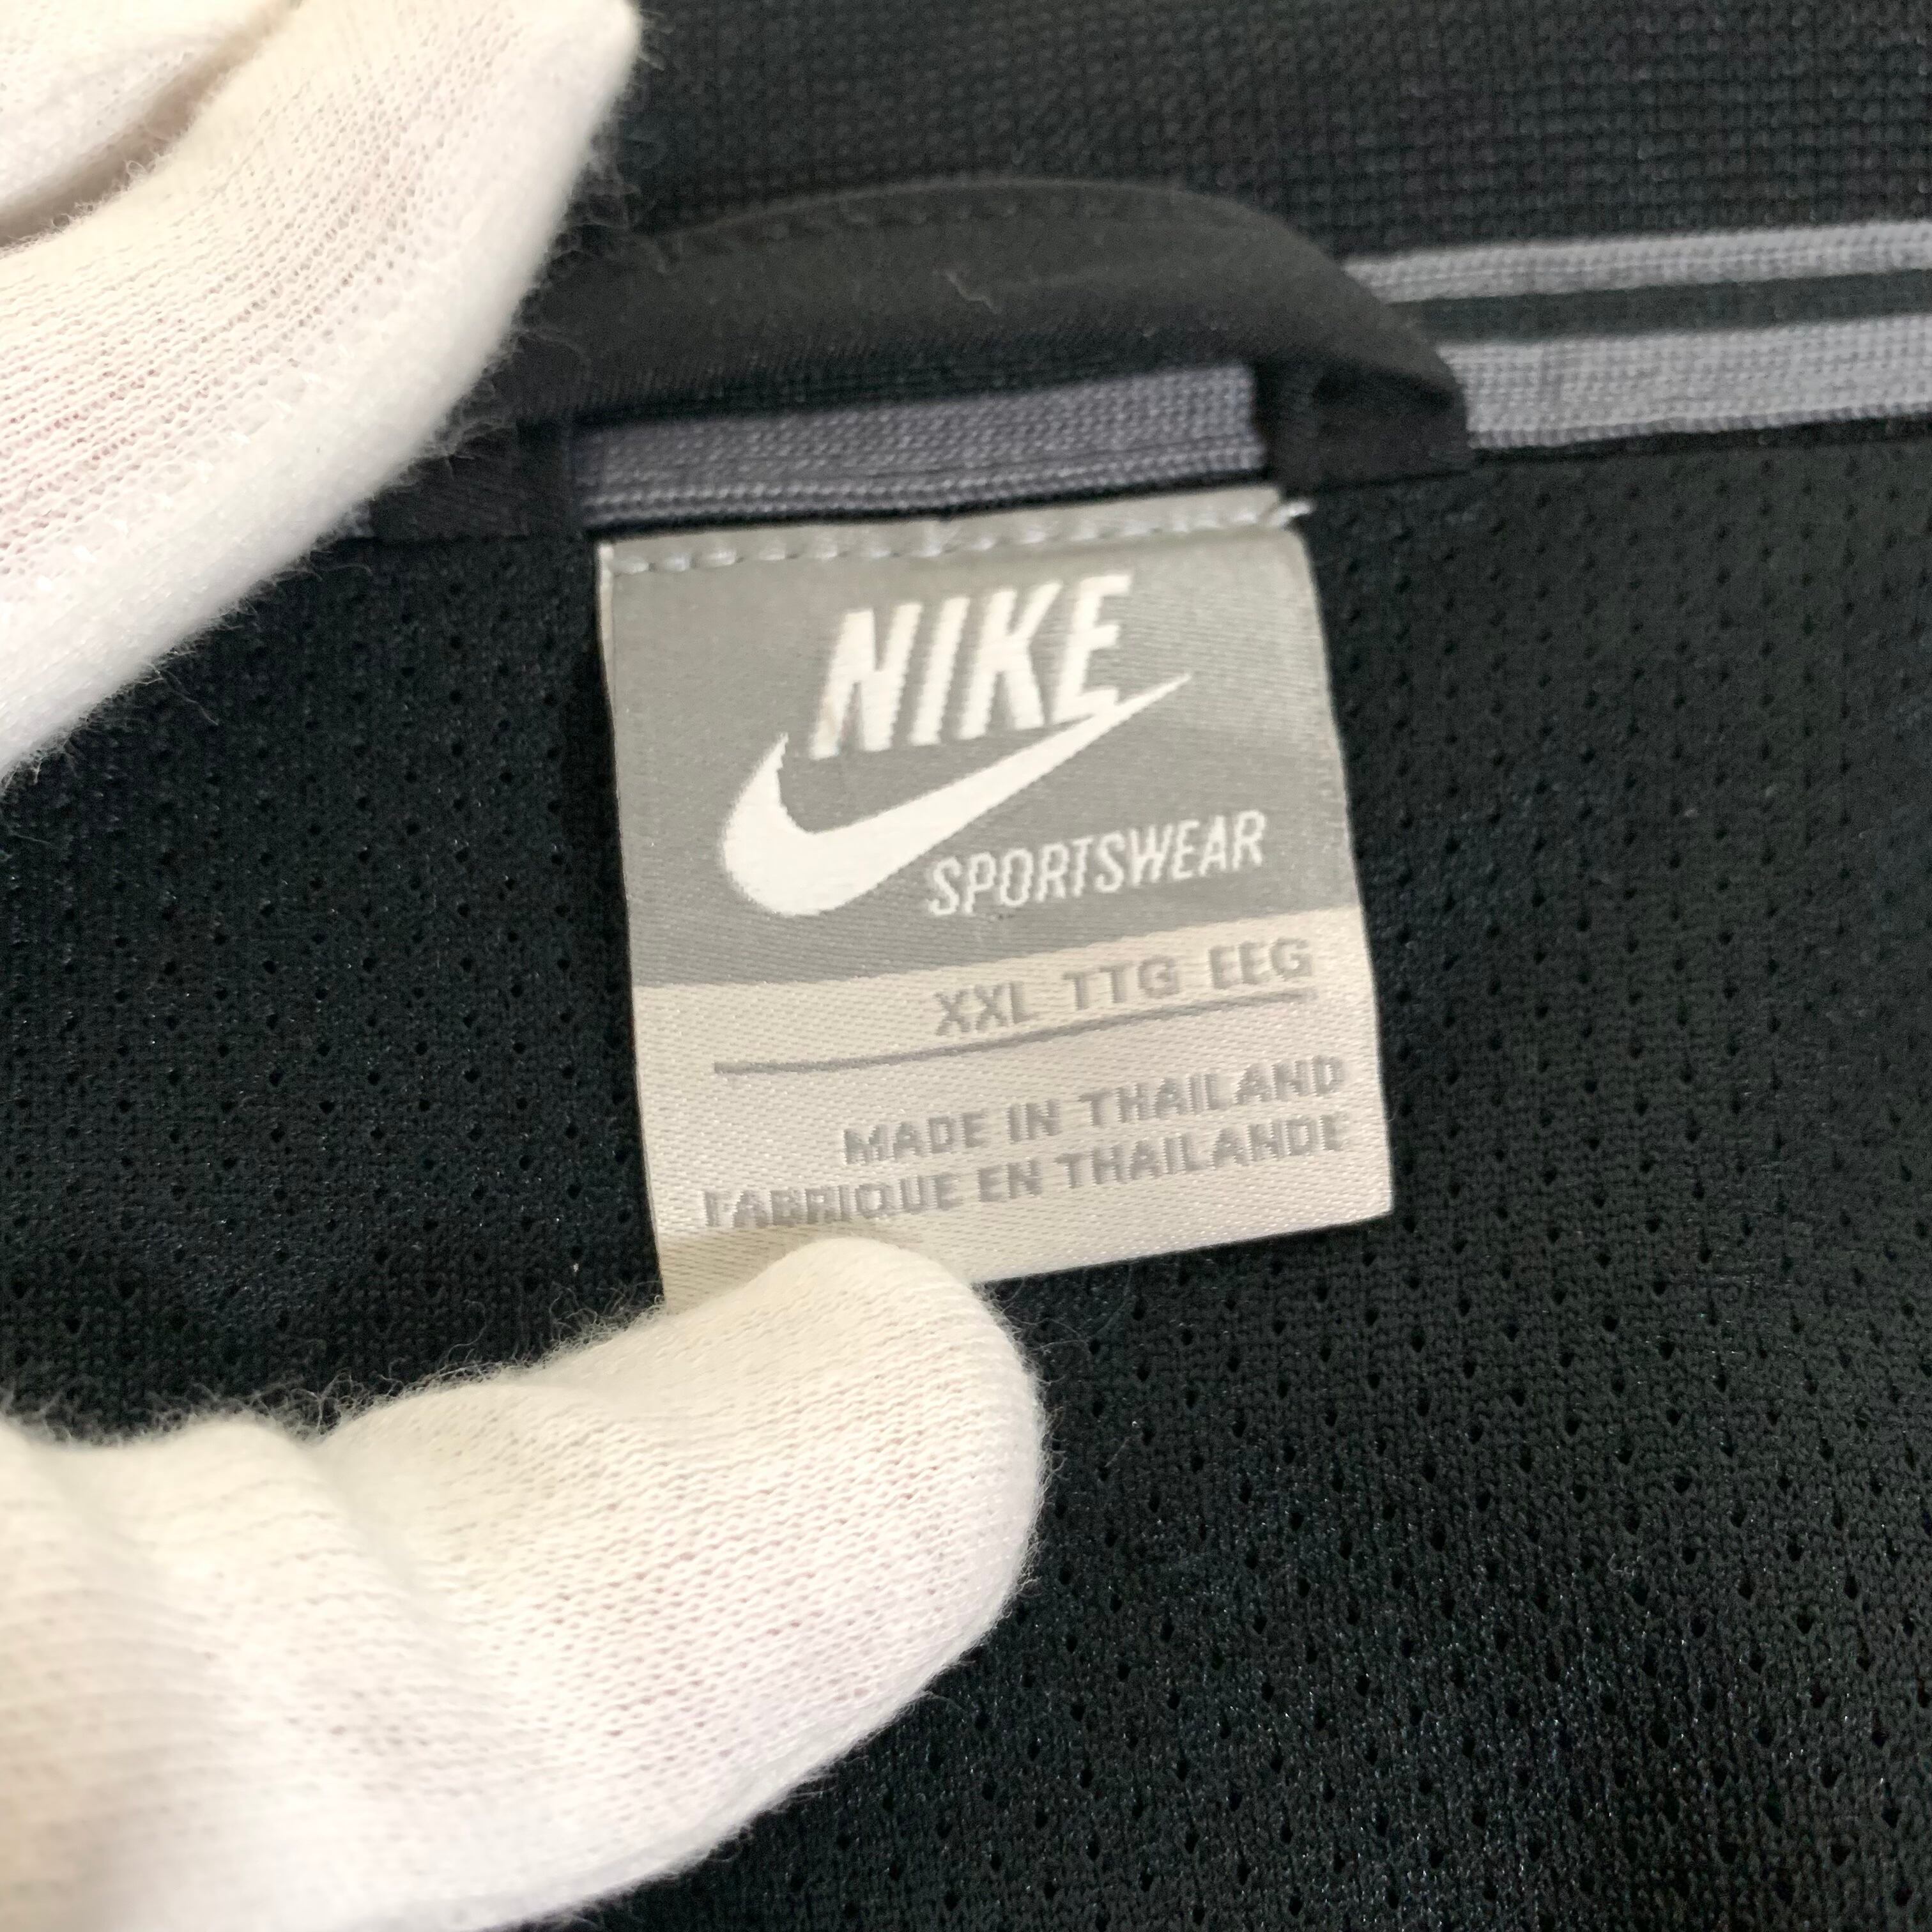 NIKE
SPORTSWEAR
XXL TTG EEG
MADE IN THAILAND
FABRIQUE EN THAILANDE